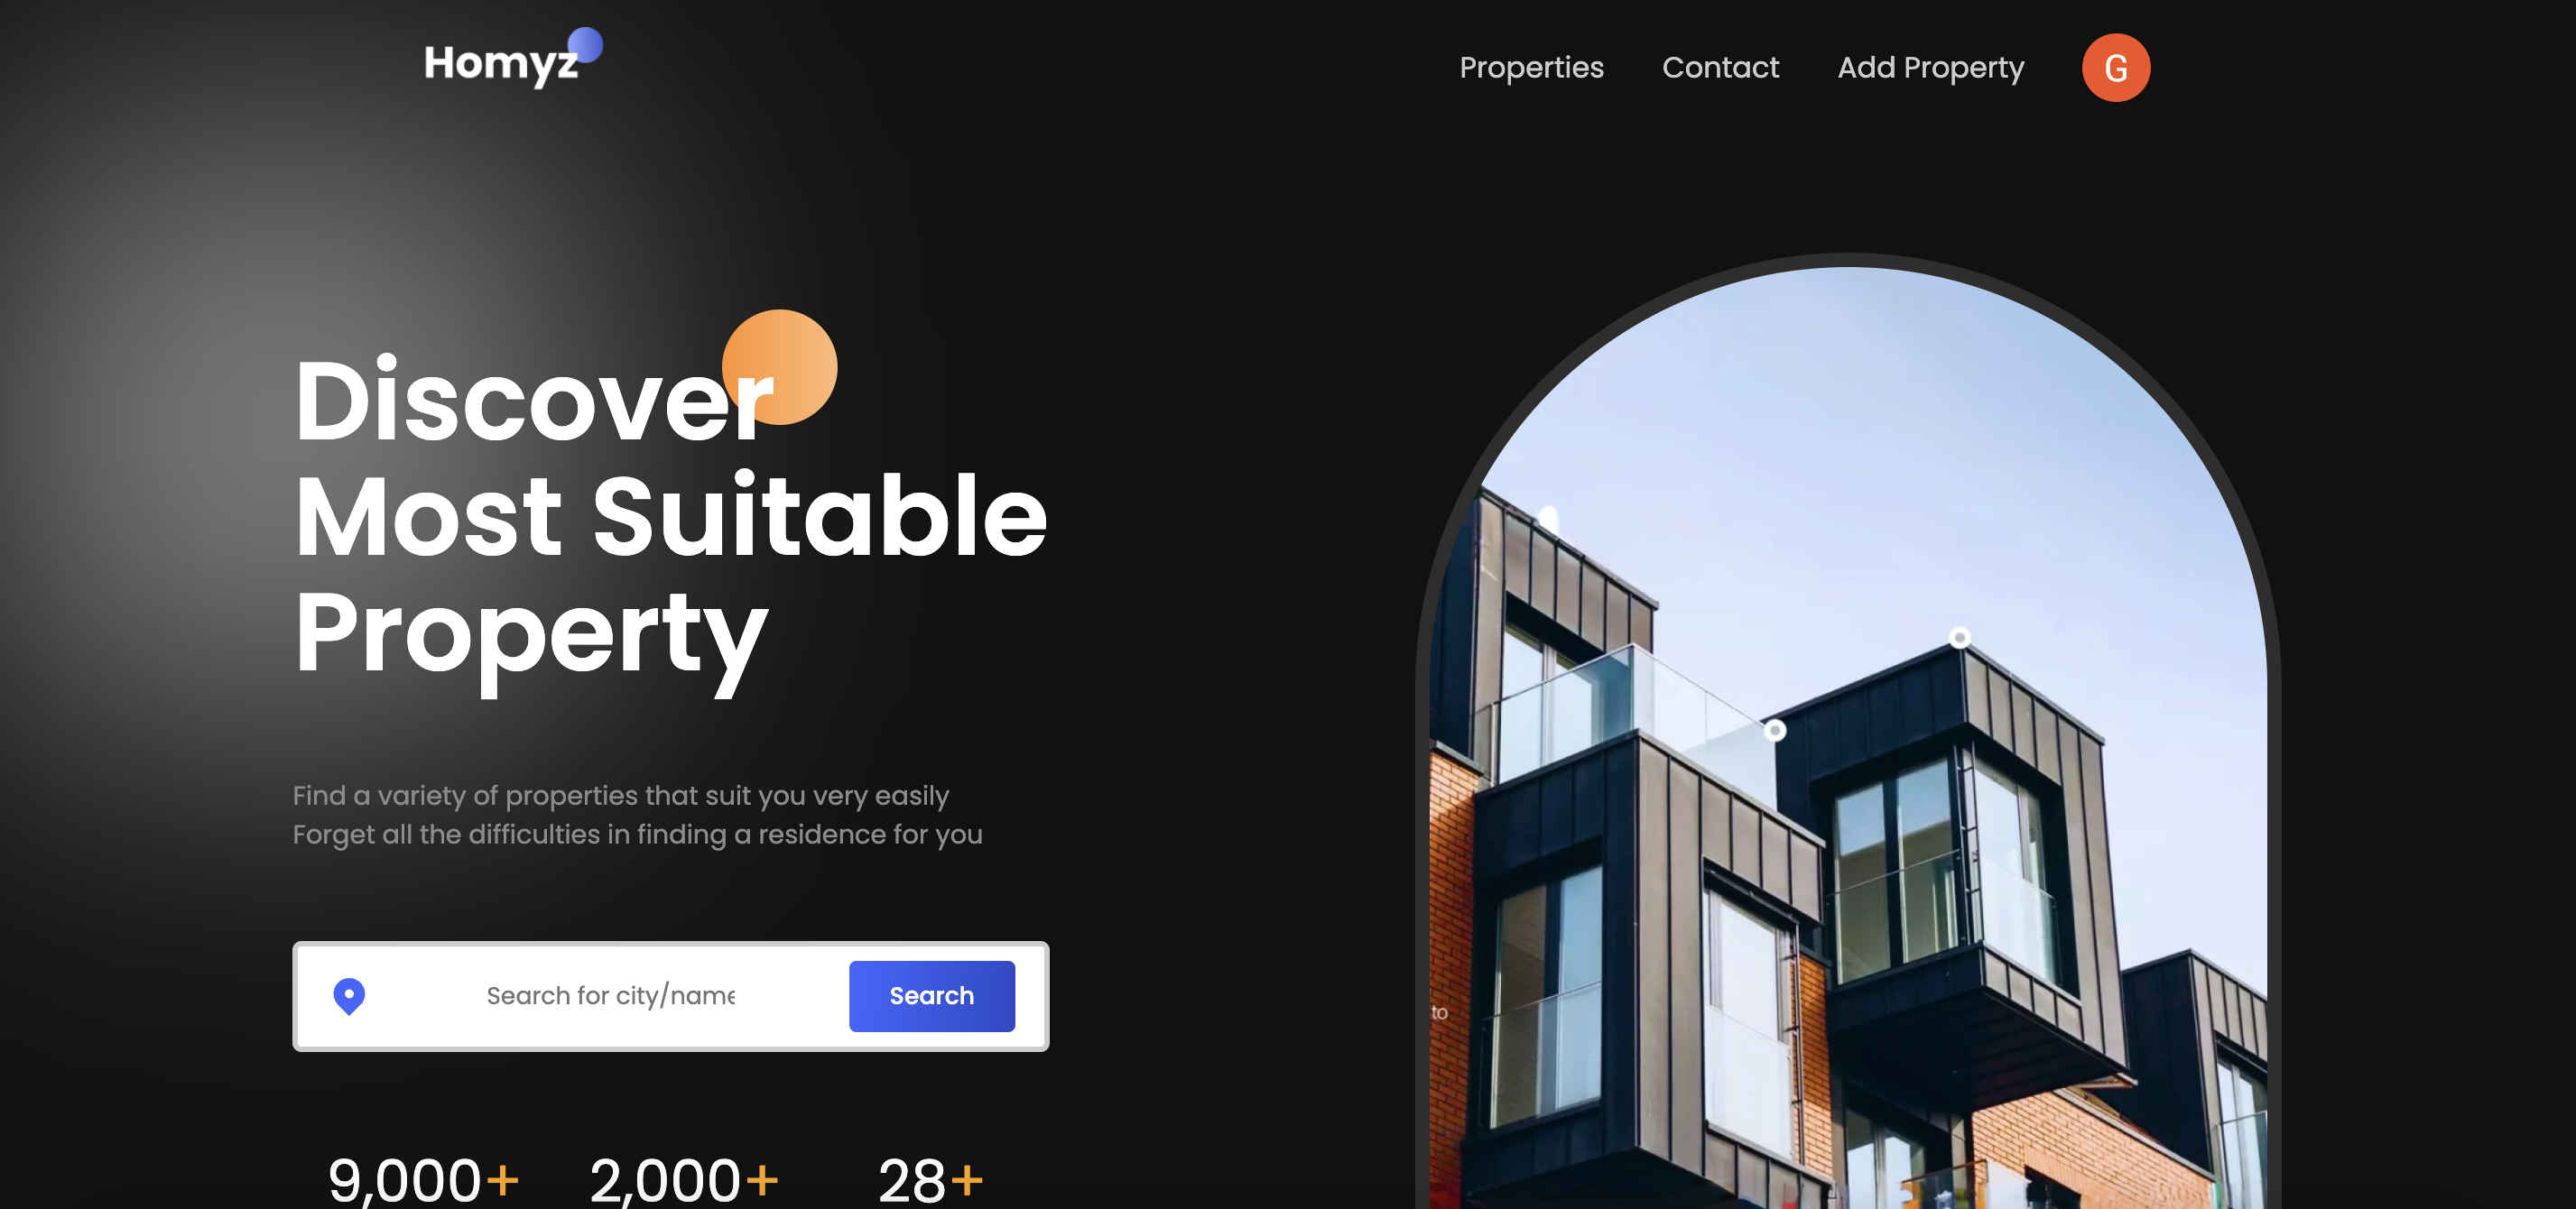 Homyz
Properties
Contact
Add Property
G
Discover
Most Suitable
Property
Find a variety of properties that suit you very easily
Forget all the difficulties in finding a residence for you
Search for city/name
Search
to
9,000+
2,000+
28+